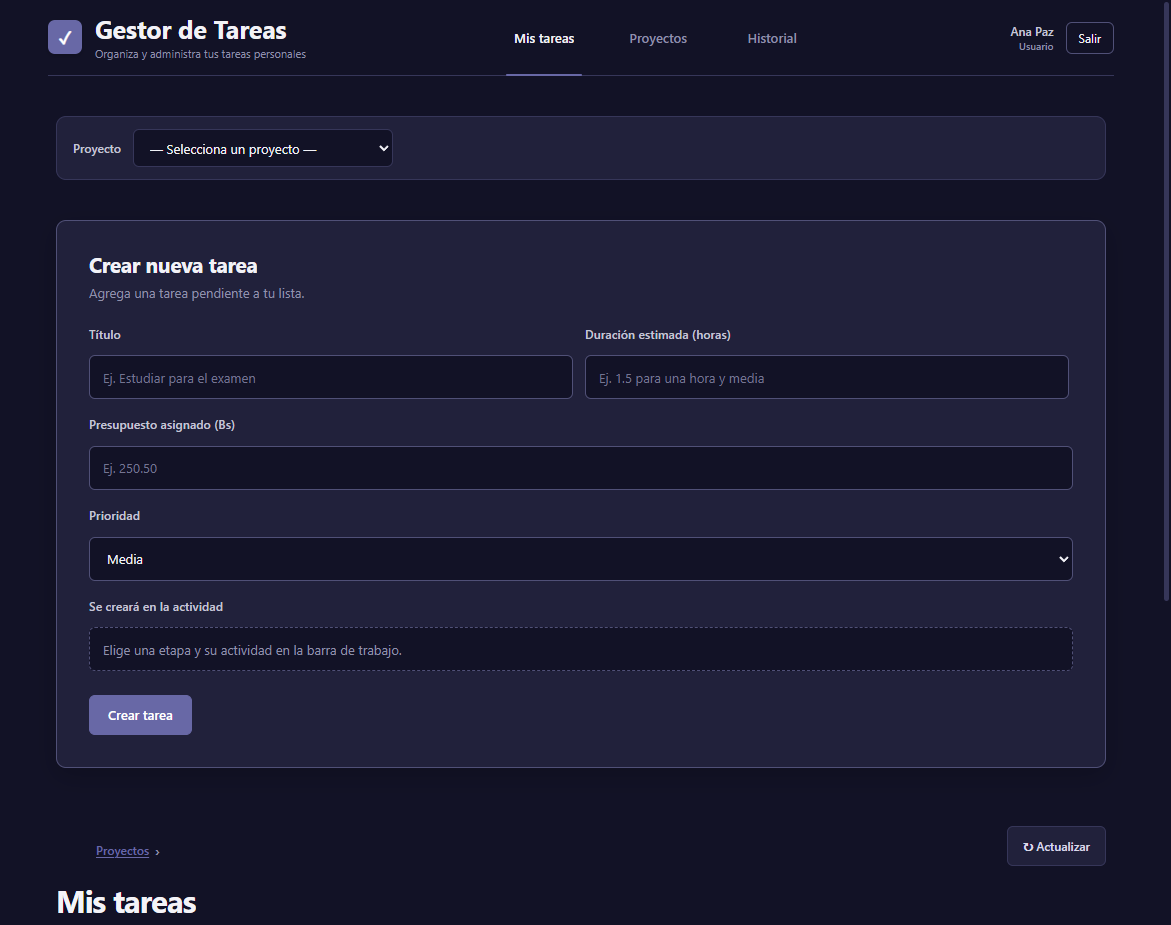 Gestor de Tareas
Organiza y administra tus tareas personales
Mis tareas
Proyectos
Historial
Ana Paz
Usuario
Salir
Proyecto
— Selecciona un proyecto —
Crear nueva tarea
Agrega una tarea pendiente a tu lista.
Título
Duración estimada (horas)
Ej. Estudiar para el examen
Ej. 1.5 para una hora y media
Presupuesto asignado (Bs)
Ej. 250.50
Prioridad
Media
Se creará en la actividad
Elige una etapa y su actividad en la barra de trabajo.
Crear tarea
Proyectos ›
↻ Actualizar
Mis tareas